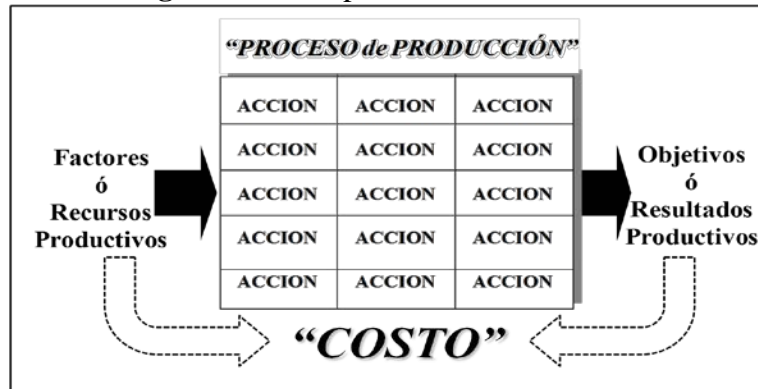 “PROCESO de PRODUCCIÓN”
ACCION ACCION ACCION
ACCION ACCION ACCION
ACCION ACCION ACCION
ACCION ACCION ACCION
ACCION ACCION ACCION
Factores
ó
Recursos
Productivos
Objetivos
ó
Resultados
Productivos
“COSTO”